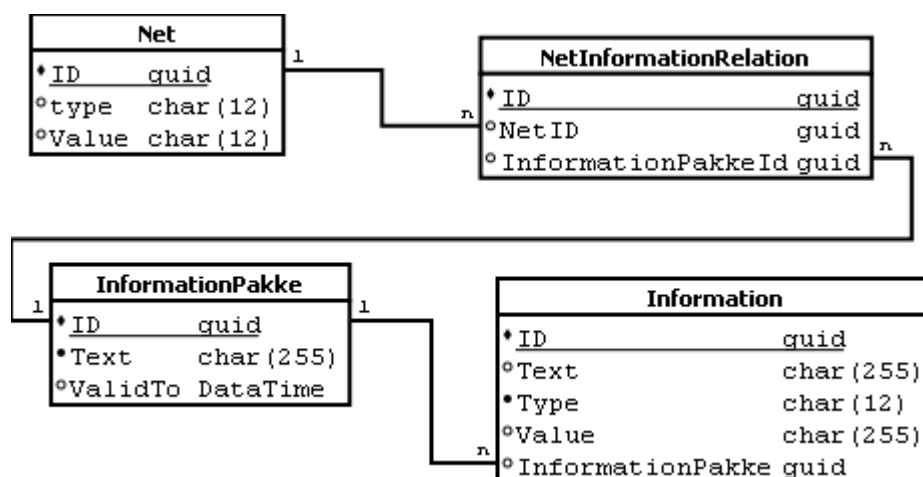 Net
ID guid
type char(12)
Value char(12)
1
n
NetInformationRelation
ID guid
NetID guid
InformationPakkeId guid
n
1
InformationPakke
ID guid
Text char(255)
ValidTo DataTime
1
n
Information
ID guid
Text char(255)
Type char(12)
Value char(255)
InformationPakke guid